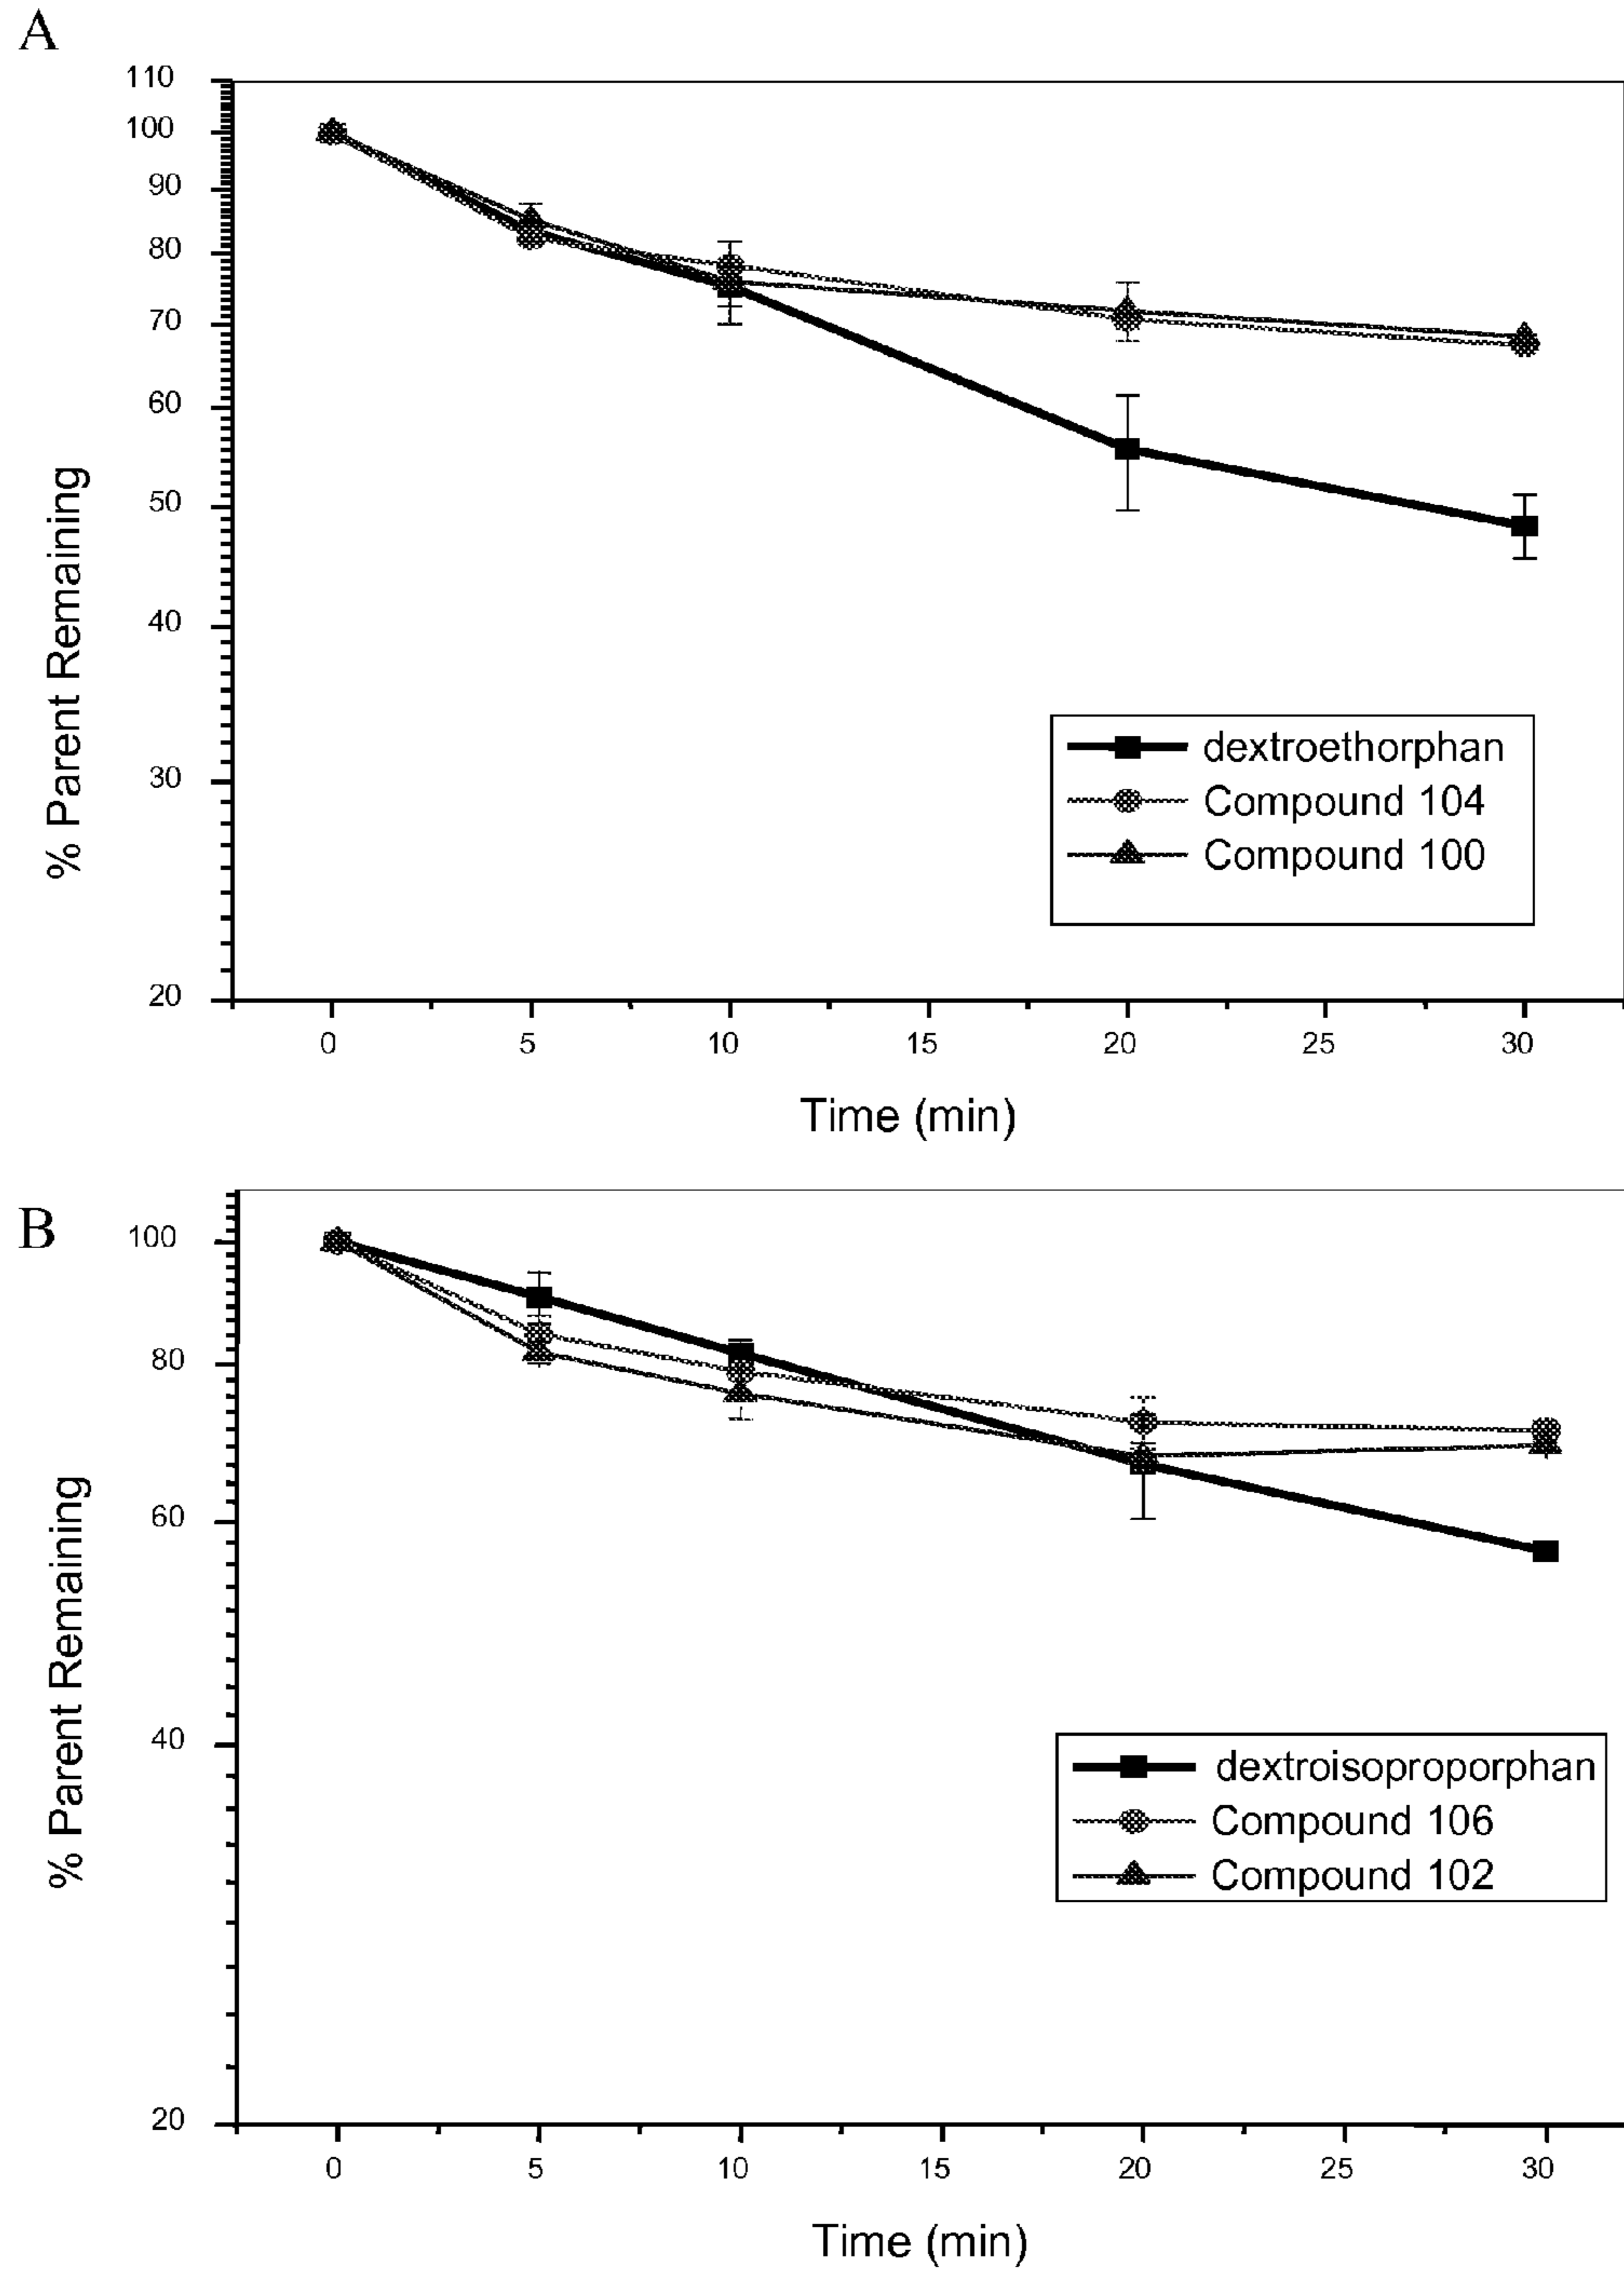 A
110
100
90
80
70
60
50
40
30
20
% Parent Remaining
dextroethorphan
Compound 104
Compound 100
0 5 10 15 20 25 30
Time (min)
B
100
80
60
40
20
% Parent Remaining
dextroisoproporphan
Compound 106
Compound 102
0 5 10 15 20 25 30
Time (min)